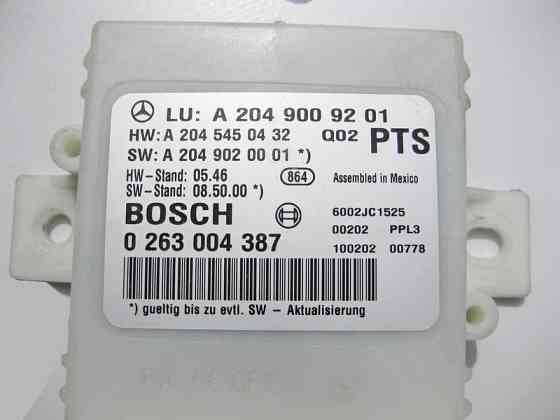 LU: A 204 900 92 01
HW: A 204 545 04 32 Q02 PTS
SW: A 204 902 00 01 *)
HW-Stand: 05.46 864 Assembled in Mexico
SW-Stand: 08.50.00 *)
BOSCH 6002JC1525
00202 PPL3
0 263 004 387
100202 00778
*) gueltig bis zu evtl. SW - Aktualisierung